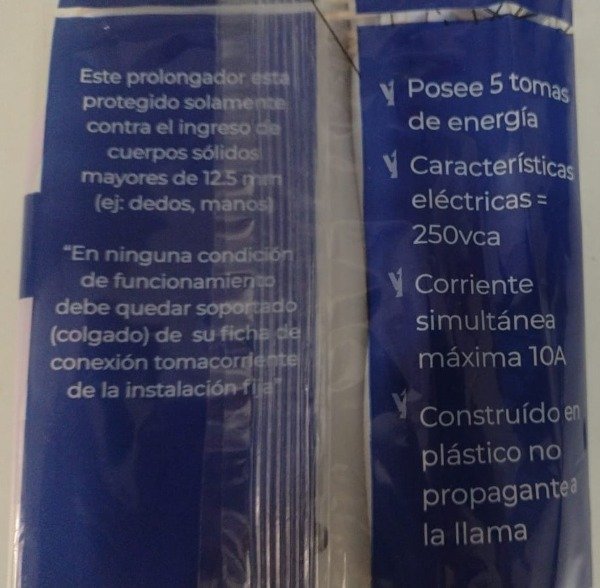 Este prolongador esta
protegido solamente
contra el ingreso de
cuerpos sólidos
mayores de 12.5 mm
(ej: dedos, manos)
“En ninguna condición
de funcionamiento
debe quedar soportado
(colgado) de su ficha de
conexión tomacorriente
de la instalación fija”
Posee 5 tomas
de energía
Características
eléctricas =
250vca
Corriente
simultánea
máxima 10A
Construído en
plástico no
propagante a
la llama